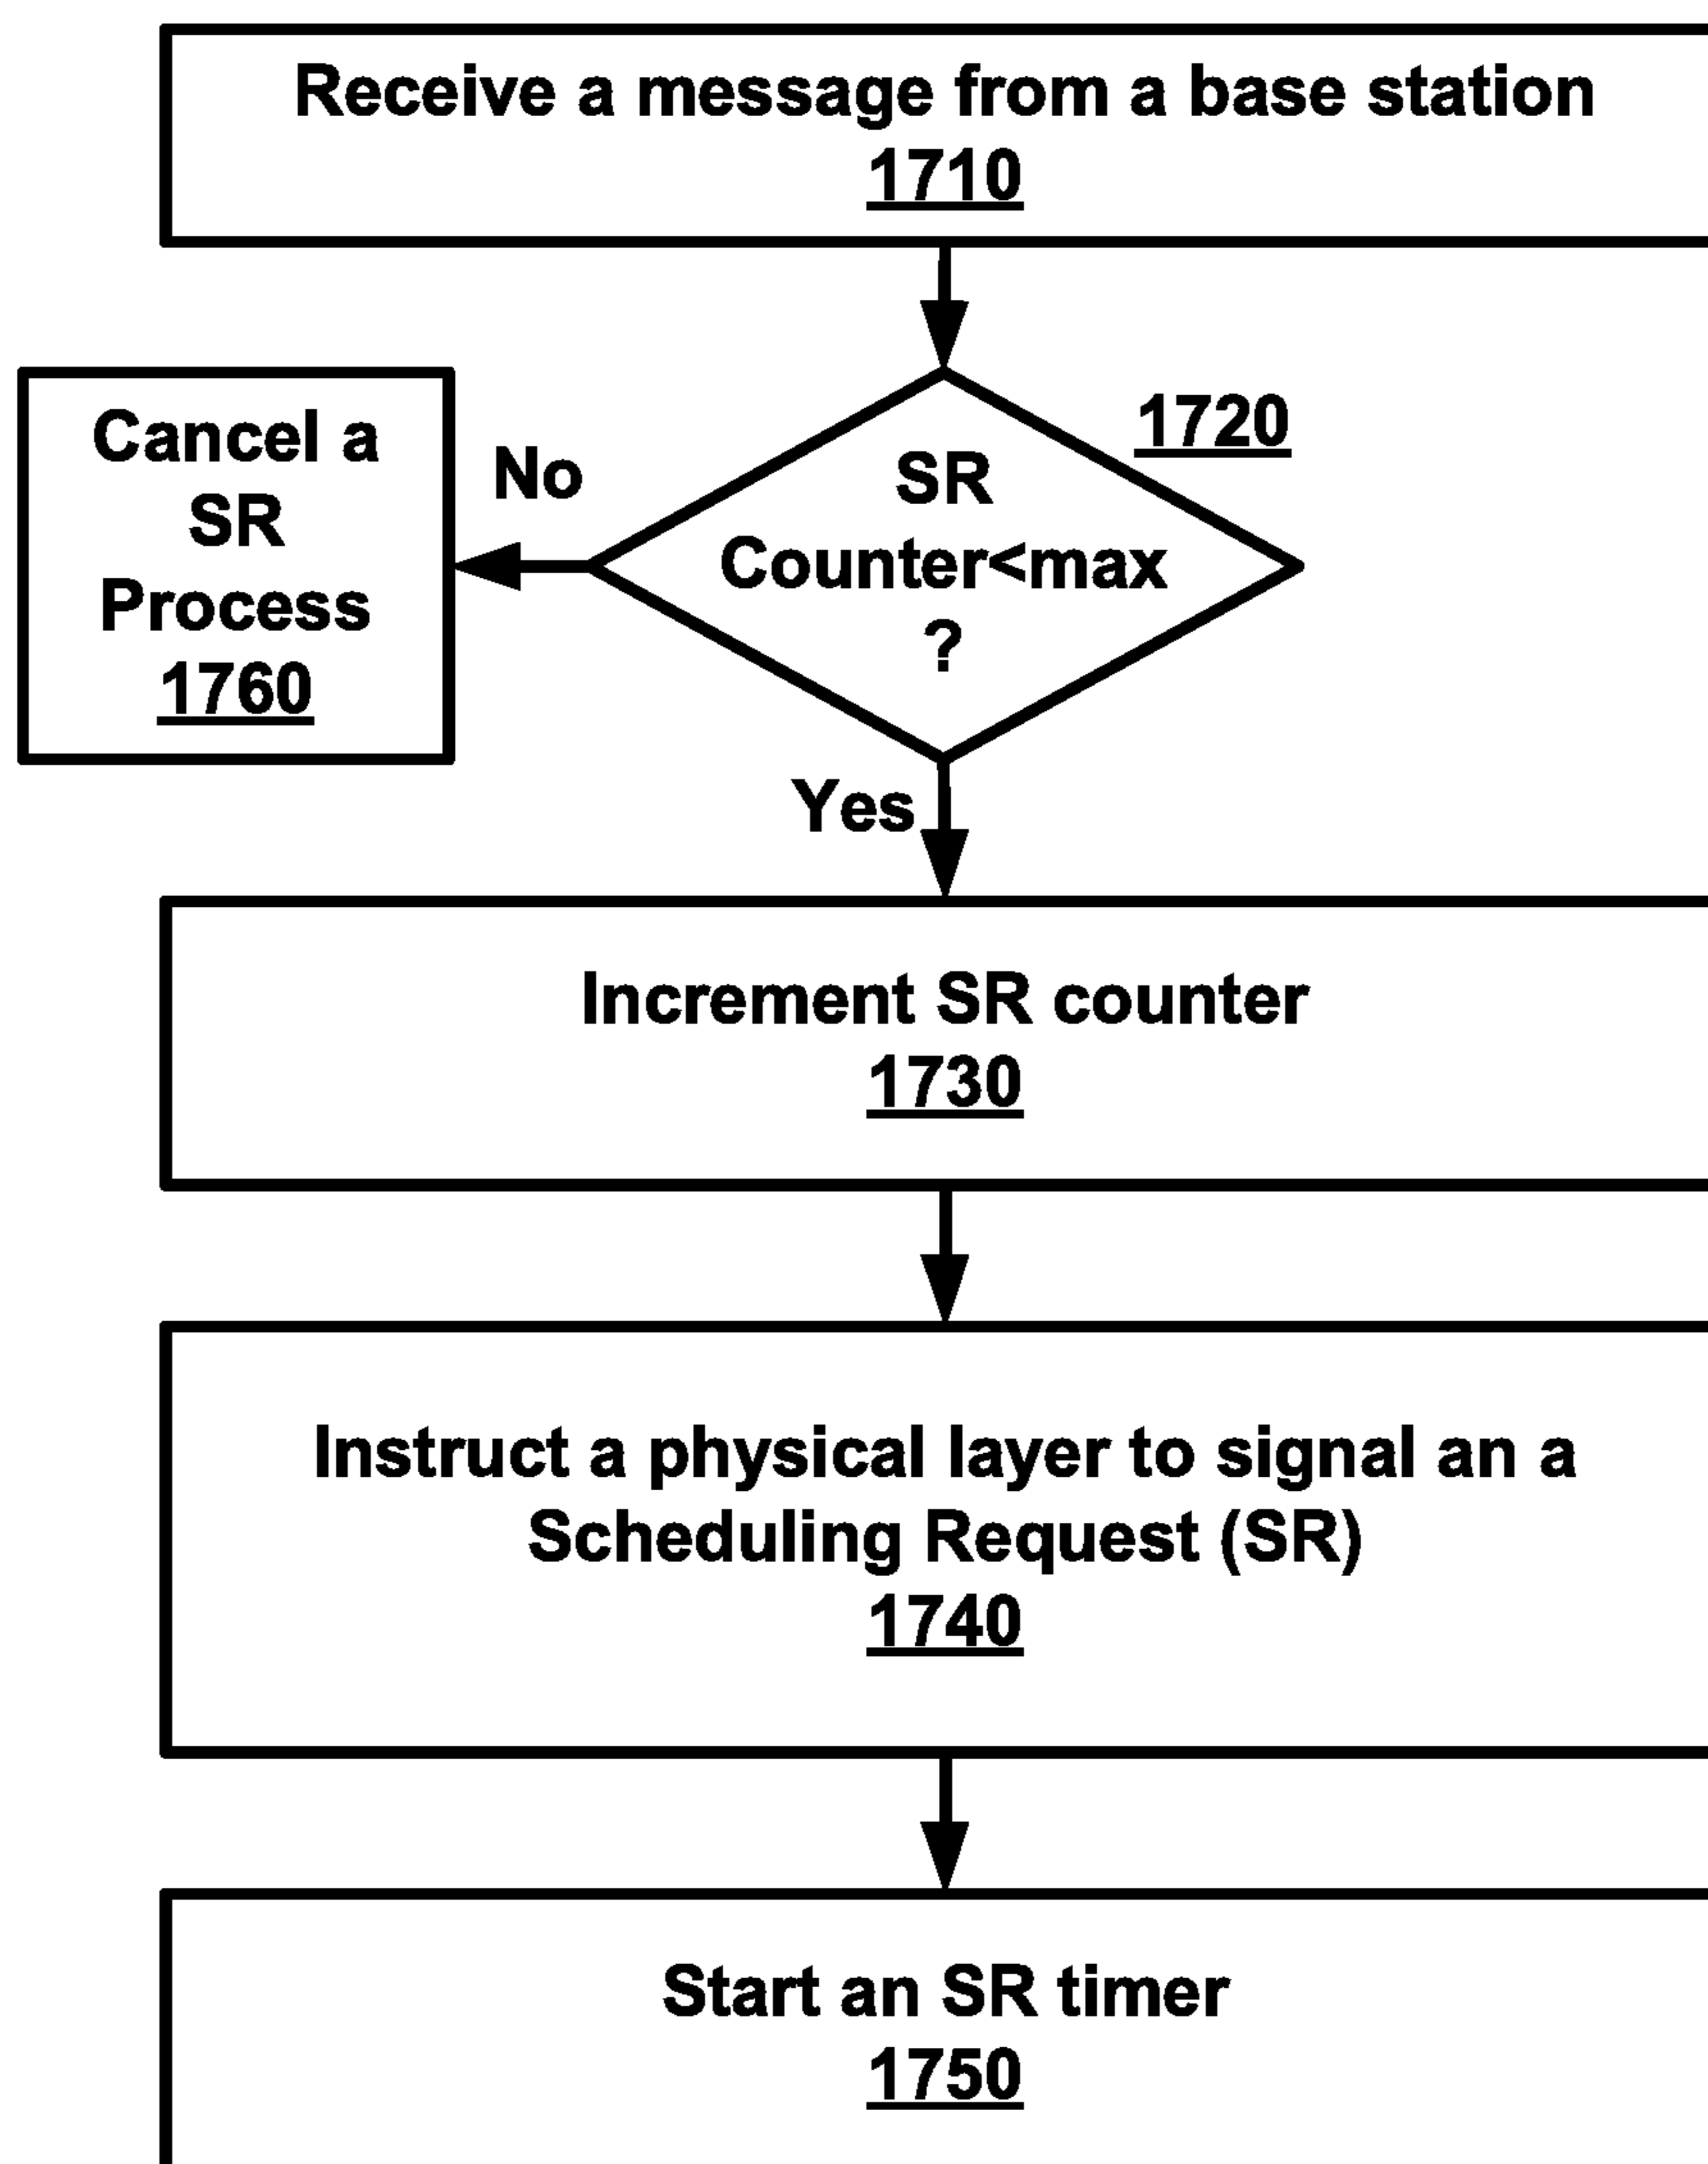 Receive a message from a base station
1710
1720
Cancel a
SR
Process
1760
No
SR
Counter<max
?
Yes
Increment SR counter
1730
Instruct a physical layer to signal an a
Scheduling Request (SR)
1740
Start an SR timer
1750